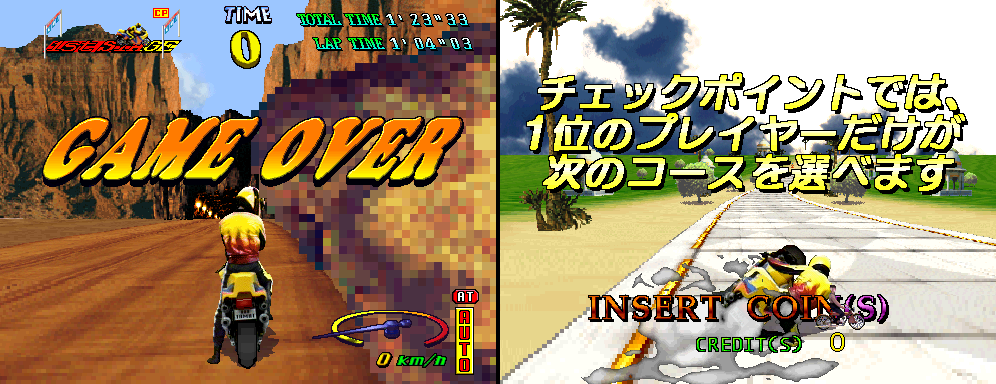 CP
TIME
0
TOTAL TIME 1'23"33
LAP TIME 1'04"03
GAME OVER
AT
AUTO
0 km/h
チェックポイントでは、
1位のプレイヤーだけが
次のコースを選べます
INSERT COIN(S)
CREDIT(S) 0